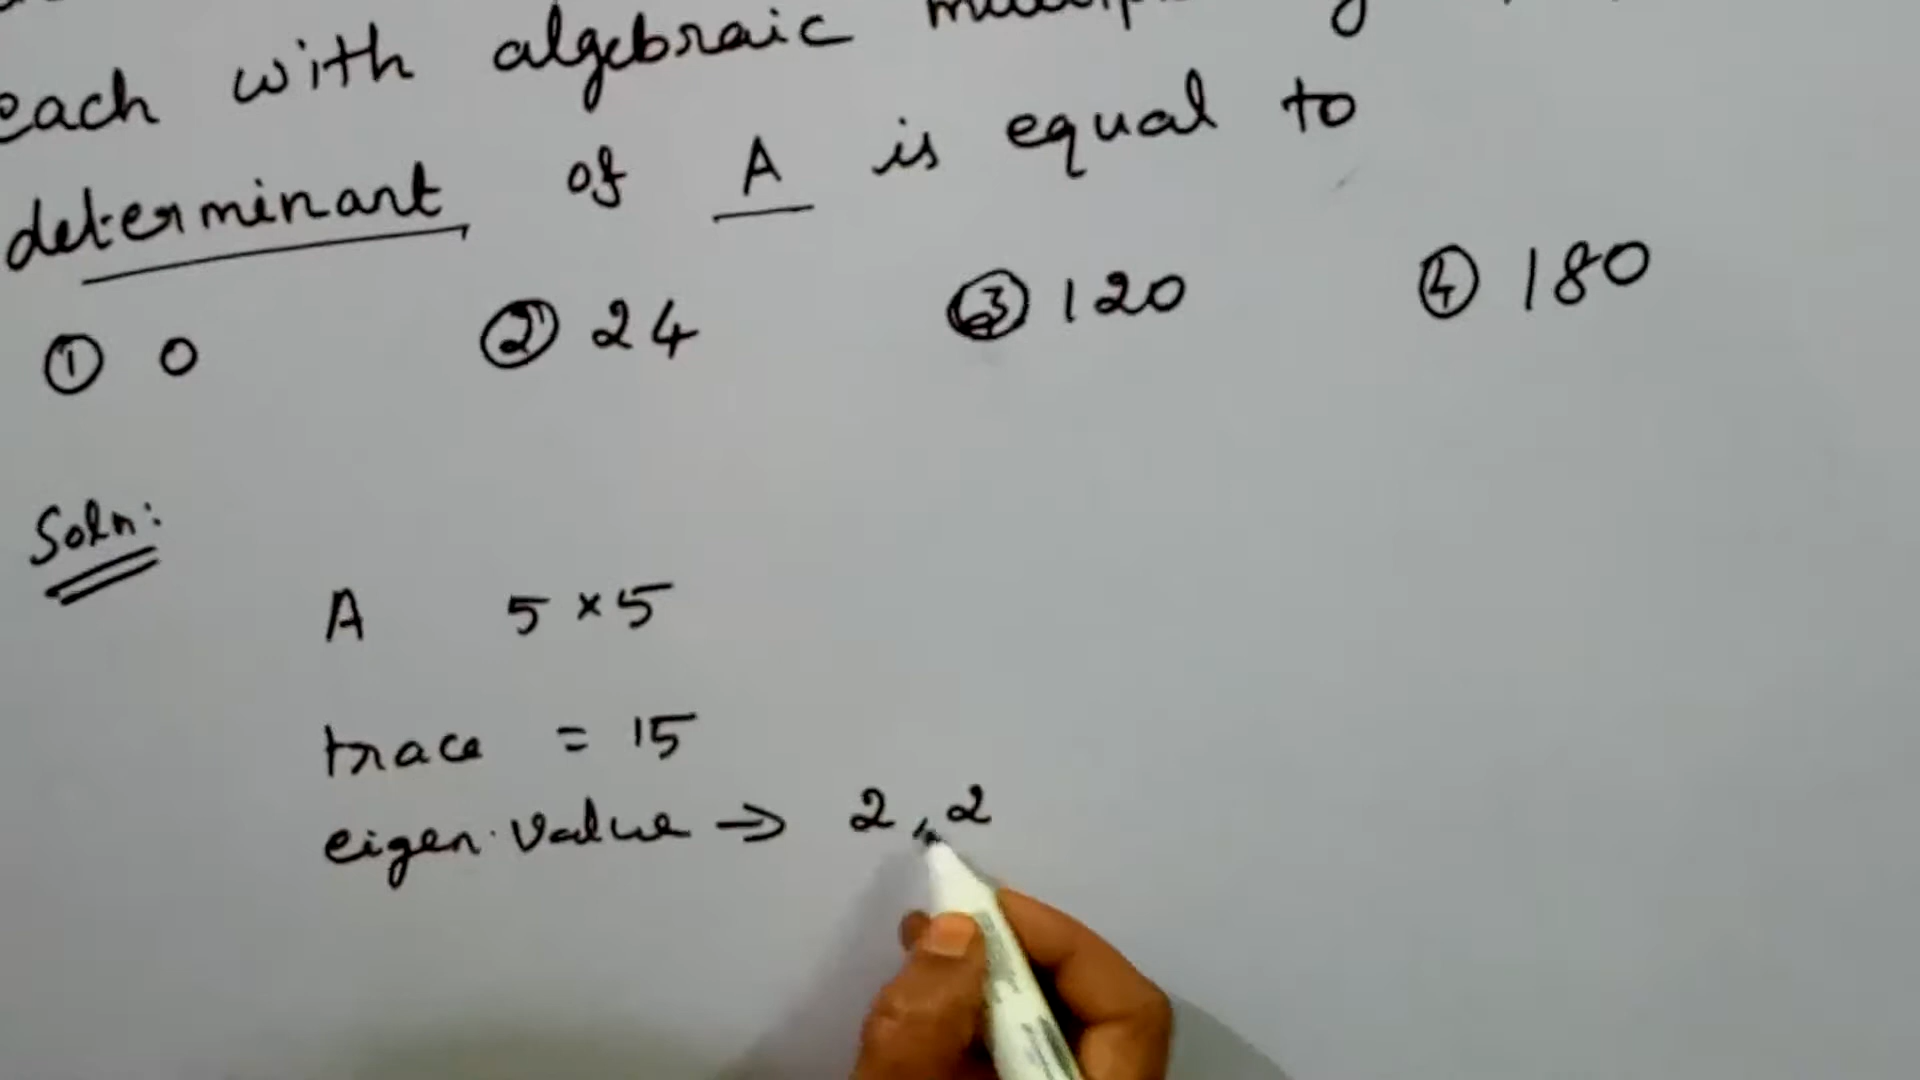 each with algebraic
determinant of A is equal to
① 0 ② 24 ③ 120 ④ 180
Soln:
A 5 × 5
trace = 15
eigen value → 2, 2